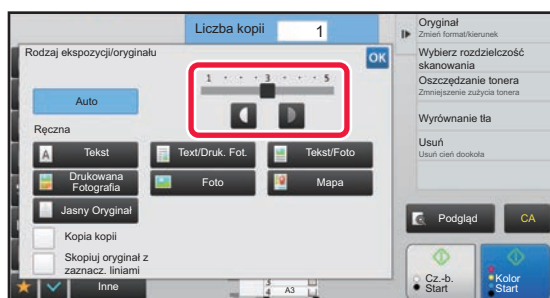 Liczba kopii 1
Rodzaj ekspozycji/oryginału
OK
1 · · · 3 · · · 5
Auto
Ręczna
Tekst
Text/Druk. Fot.
Tekst/Foto
Drukowana
Fotografia
Foto
Mapa
Jasny Oryginał
Kopia kopii
Skopiuj oryginał z
zaznacz. liniami
Inne
3
4 A3
Oryginał
Zmień format/kierunek
Wybierz rozdzielczość
skanowania
Oszczędzanie tonera
Zmniejszenie zużycia tonera
Wyrównanie tła
Usuń
Usuń cień dookoła
Podgląd
CA
Cz.-b.
Start
Kolor
Start